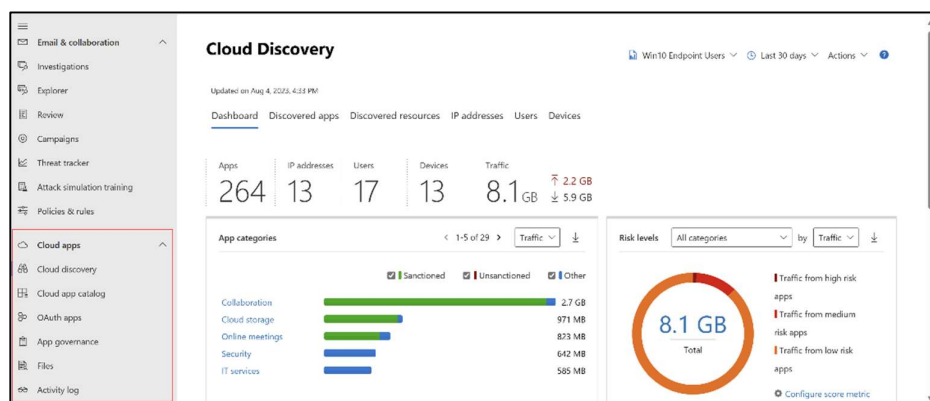 Email & collaboration
Investigations
Explorer
Review
Campaigns
Threat tracker
Attack simulation training
Policies & rules
Cloud apps
Cloud discovery
Cloud app catalog
OAuth apps
App governance
Files
Activity log
Cloud Discovery
Win10 Endpoint Users
Last 30 days
Actions
?
Updated on Aug 4, 2023, 4:33 PM
Dashboard Discovered apps Discovered resources IP addresses Users Devices
Apps IP addresses Users Devices Traffic
264 13 17 13 8.1 GB
2.2 GB
5.9 GB
App categories < 1-5 of 29 > Traffic
Sanctioned Unsanctioned Other
Collaboration 2.7 GB
Cloud storage 971 MB
Online meetings 823 MB
Security 642 MB
IT services 585 MB
Risk levels All categories by Traffic
8.1 GB
Total
Traffic from high risk
apps
Traffic from medium
risk apps
Traffic from low risk
apps
Configure score metric